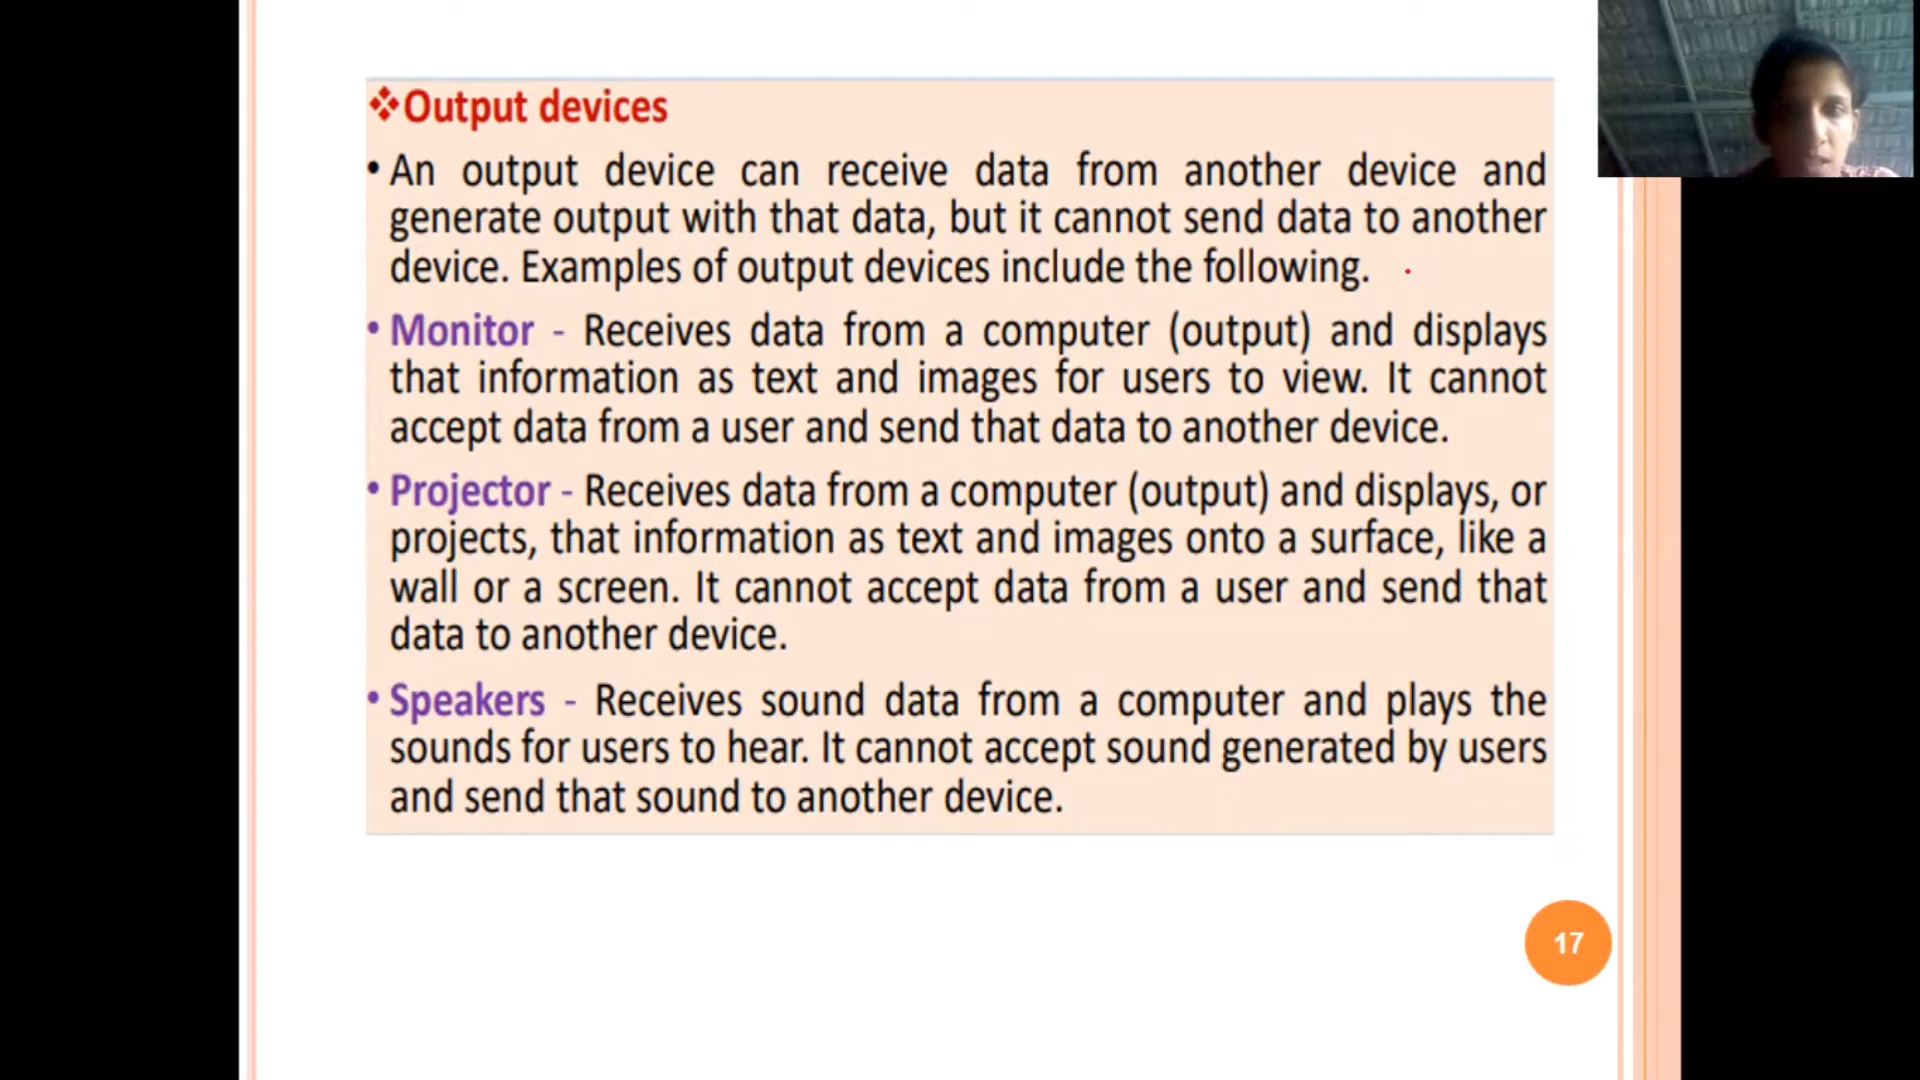 ❖Output devices
• An output device can receive data from another device and
generate output with that data, but it cannot send data to another
device. Examples of output devices include the following.
• Monitor - Receives data from a computer (output) and displays
that information as text and images for users to view. It cannot
accept data from a user and send that data to another device.
• Projector - Receives data from a computer (output) and displays, or
projects, that information as text and images onto a surface, like a
wall or a screen. It cannot accept data from a user and send that
data to another device.
• Speakers - Receives sound data from a computer and plays the
sounds for users to hear. It cannot accept sound generated by users
and send that sound to another device.
17